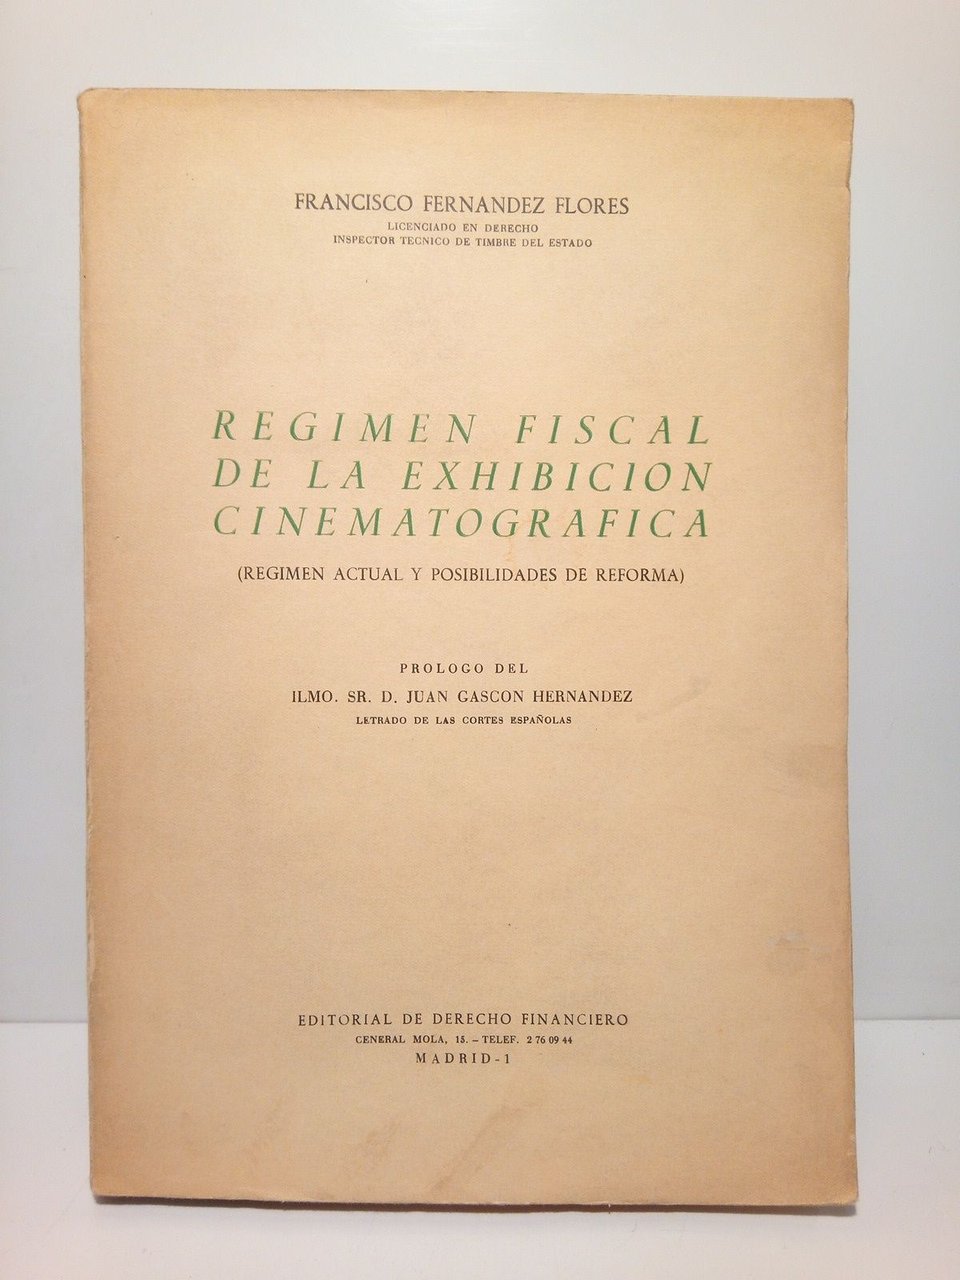 FRANCISCO FERNANDEZ FLORES
LICENCIADO EN DERECHO
INSPECTOR TECNICO DE TIMBRE DEL ESTADO
REGIMEN FISCAL
DE LA EXHIBICION
CINEMATOGRAFICA
(REGIMEN ACTUAL Y POSIBILIDADES DE REFORMA)
PROLOGO DEL
ILMO. SR. D. JUAN GASCON HERNANDEZ
LETRADO DE LAS CORTES ESPAÑOLAS
EDITORIAL DE DERECHO FINANCIERO
GENERAL MOLA, 15. - TELEF. 2 76 09 44
MADRID-1